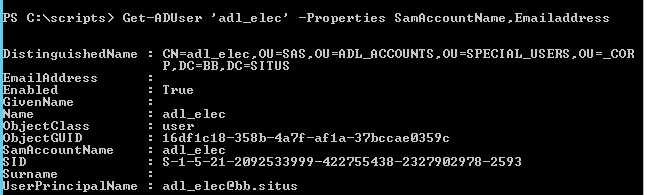 PS C:\scripts> Get-ADUser 'adl_elec' -Properties SamAccountName,Emailaddress
DistinguishedName : CN=adl_elec,OU=SAS,OU=ADL_ACCOUNTS,OU=SPECIAL_USERS,OU=_COR
P,DC=BB,DC=SITUS
EmailAddress :
Enabled : True
GivenName :
Name : adl_elec
ObjectClass : user
ObjectGUID : 16df1c18-358b-4a7f-af1a-37bccae0359c
SamAccountName : adl_elec
SID : S-1-5-21-2092533999-422755438-2327902978-2593
Surname :
UserPrincipalName : adl_elec@bb.situs